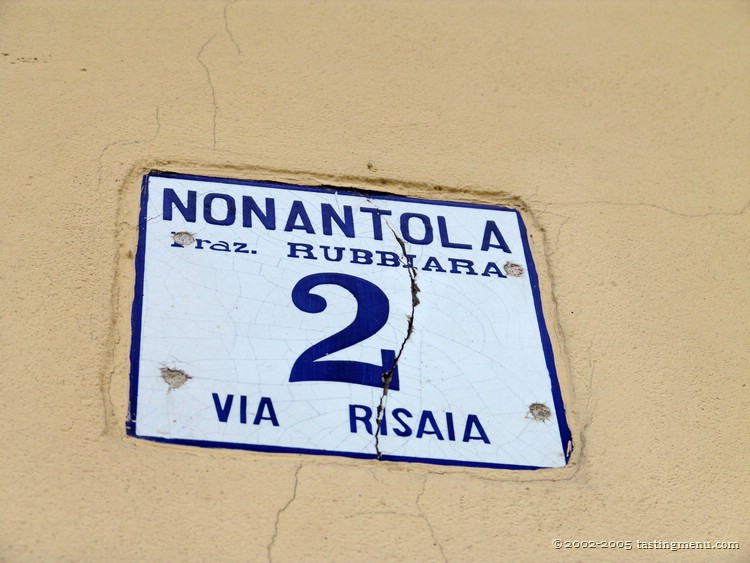 NONANTOLA
Fraz. RUBBIARA
2
VIA RISAIA
©2002-2005 tastingmenu.com